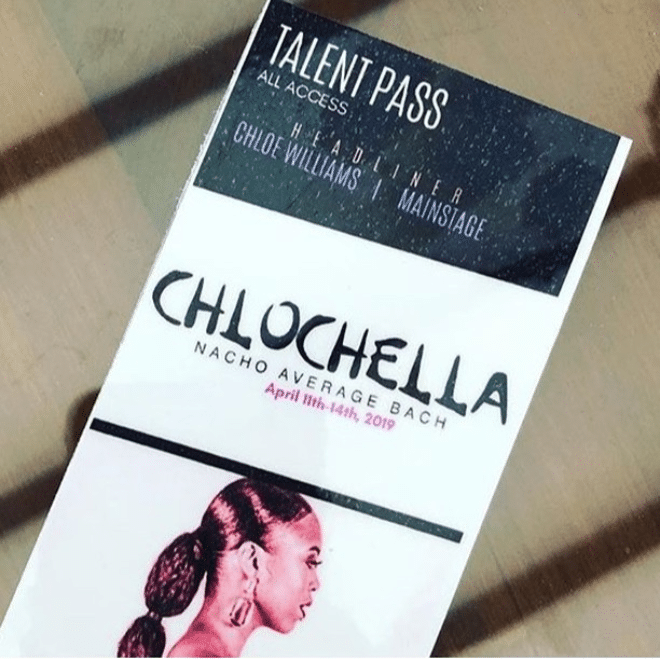 TALENT PASS
ALL ACCESS
HEADLINER
CHLOE WILLIAMS | MAINSTAGE
CHLOCHELLA
NACHO AVERAGE BACH
April 11th-14th, 2019